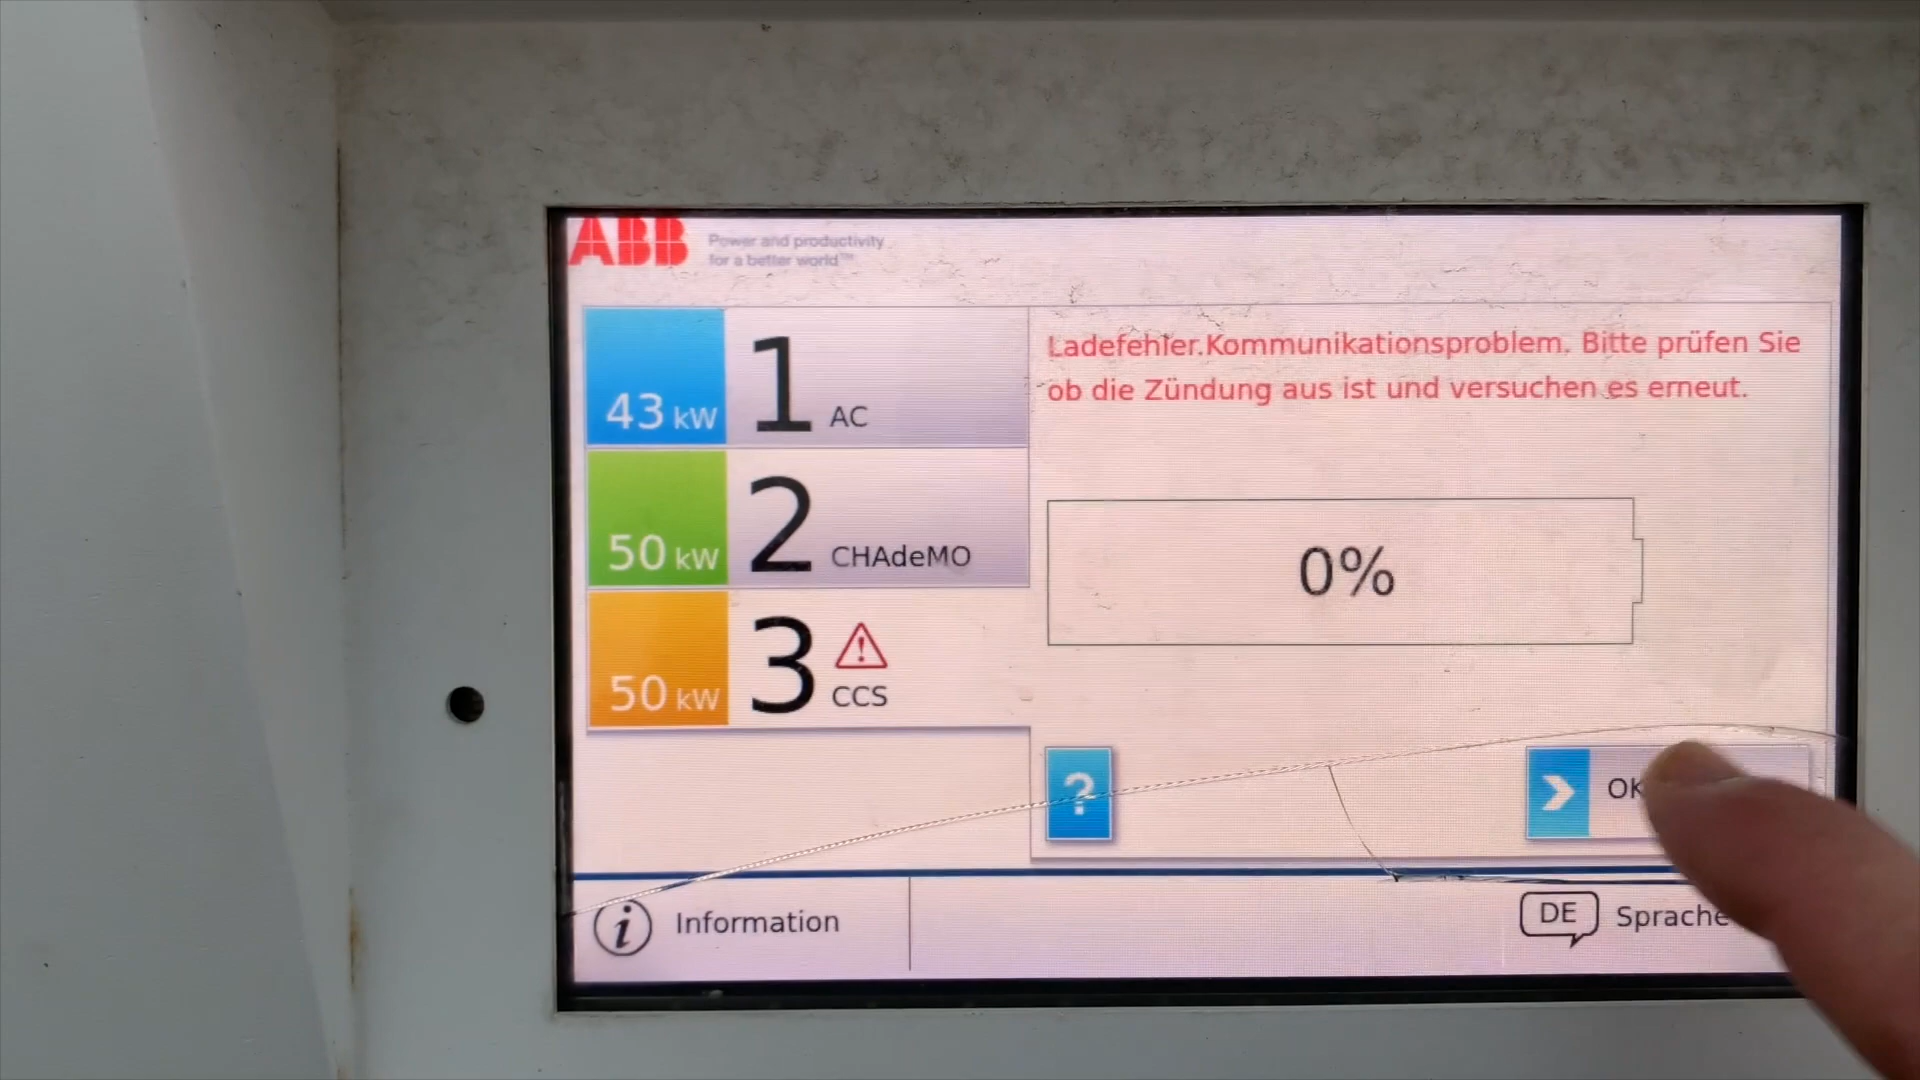 ABB
Power and productivity
for a better world™
43 kW
1 AC
50 kW
2 CHAdeMO
50 kW
3 CCS
Ladefehler.Kommunikationsproblem. Bitte prüfen Sie
ob die Zündung aus ist und versuchen es erneut.
0%
?
OK
i Information
DE Sprache